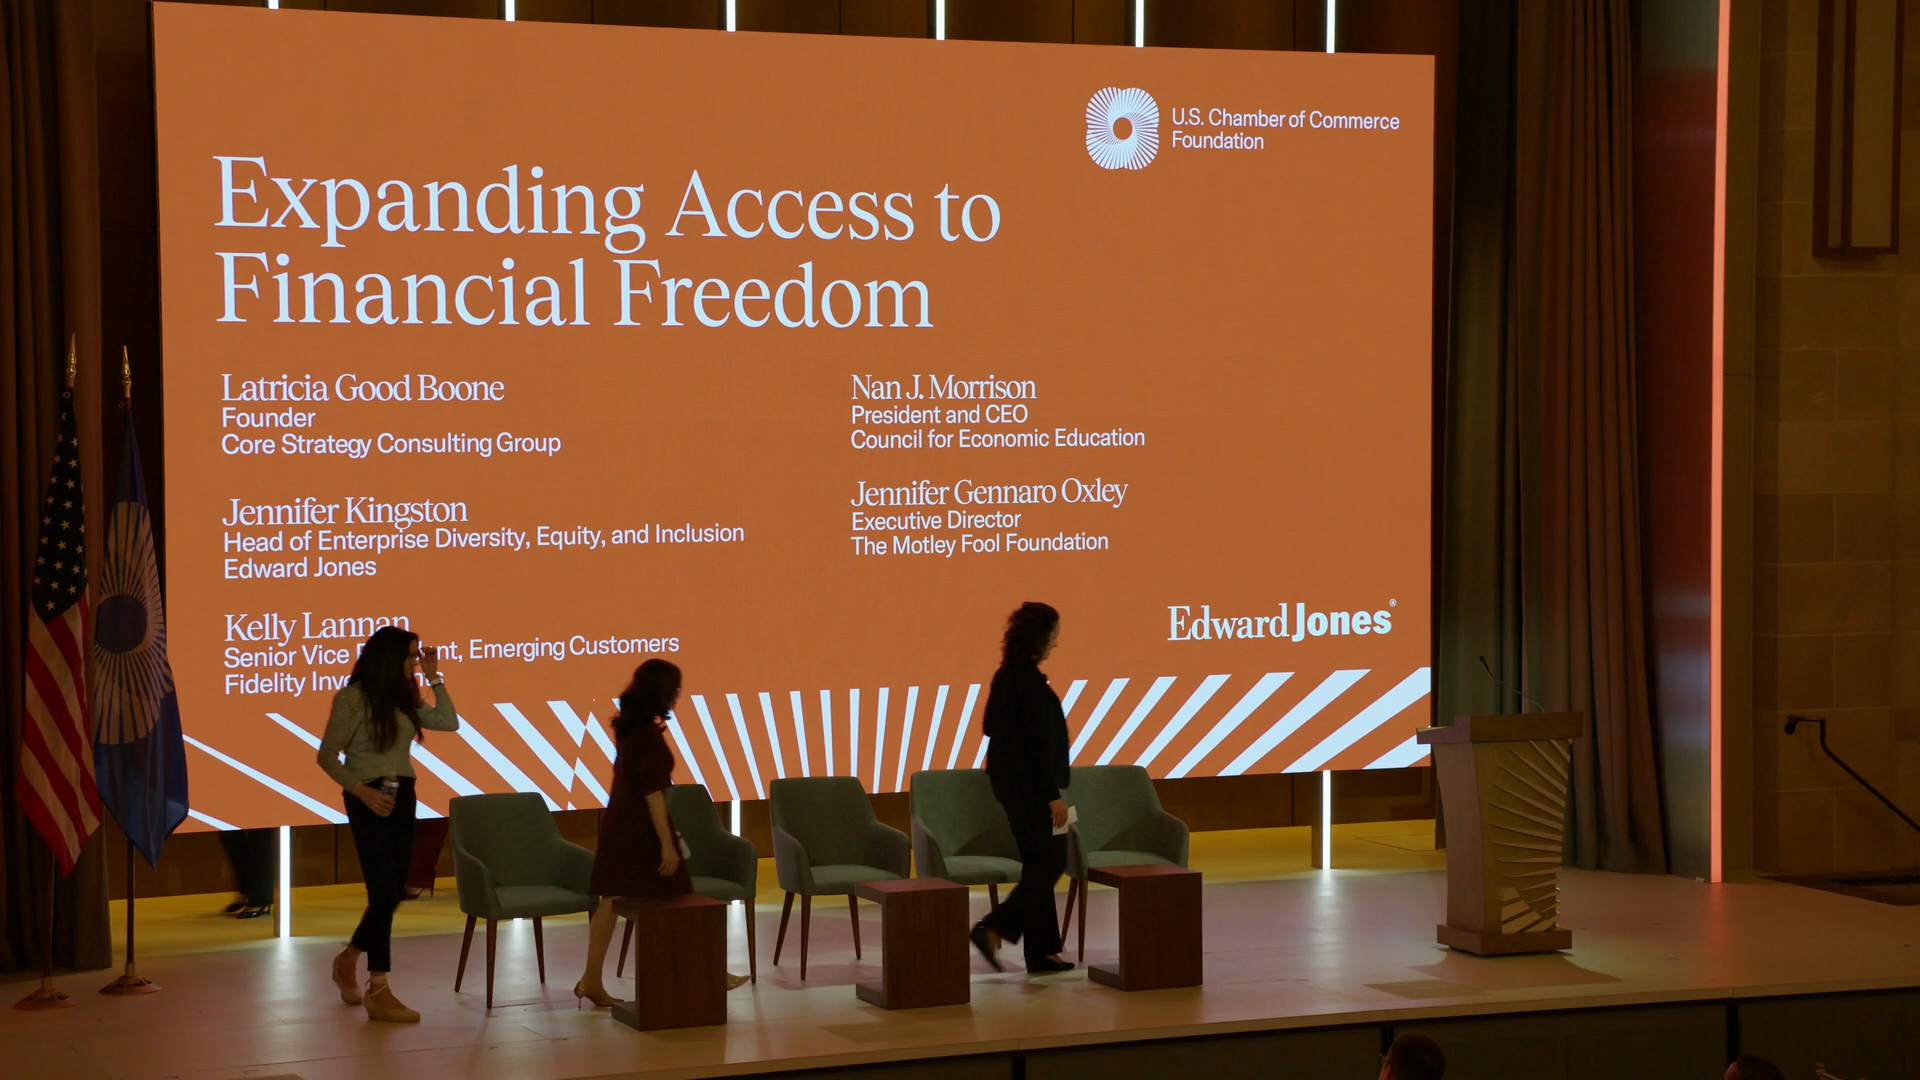 U.S. Chamber of Commerce
Foundation
Expanding Access to
Financial Freedom
Latricia Good Boone
Founder
Core Strategy Consulting Group
Jennifer Kingston
Head of Enterprise Diversity, Equity, and Inclusion
Edward Jones
Kelly Lannan
Senior Vice Emerging Customers
Fidelity
Nan J. Morrison
President and CEO
Council for Economic Education
Jennifer Gennaro Oxley
Executive Director
The Motley Fool Foundation
Edward Jones®